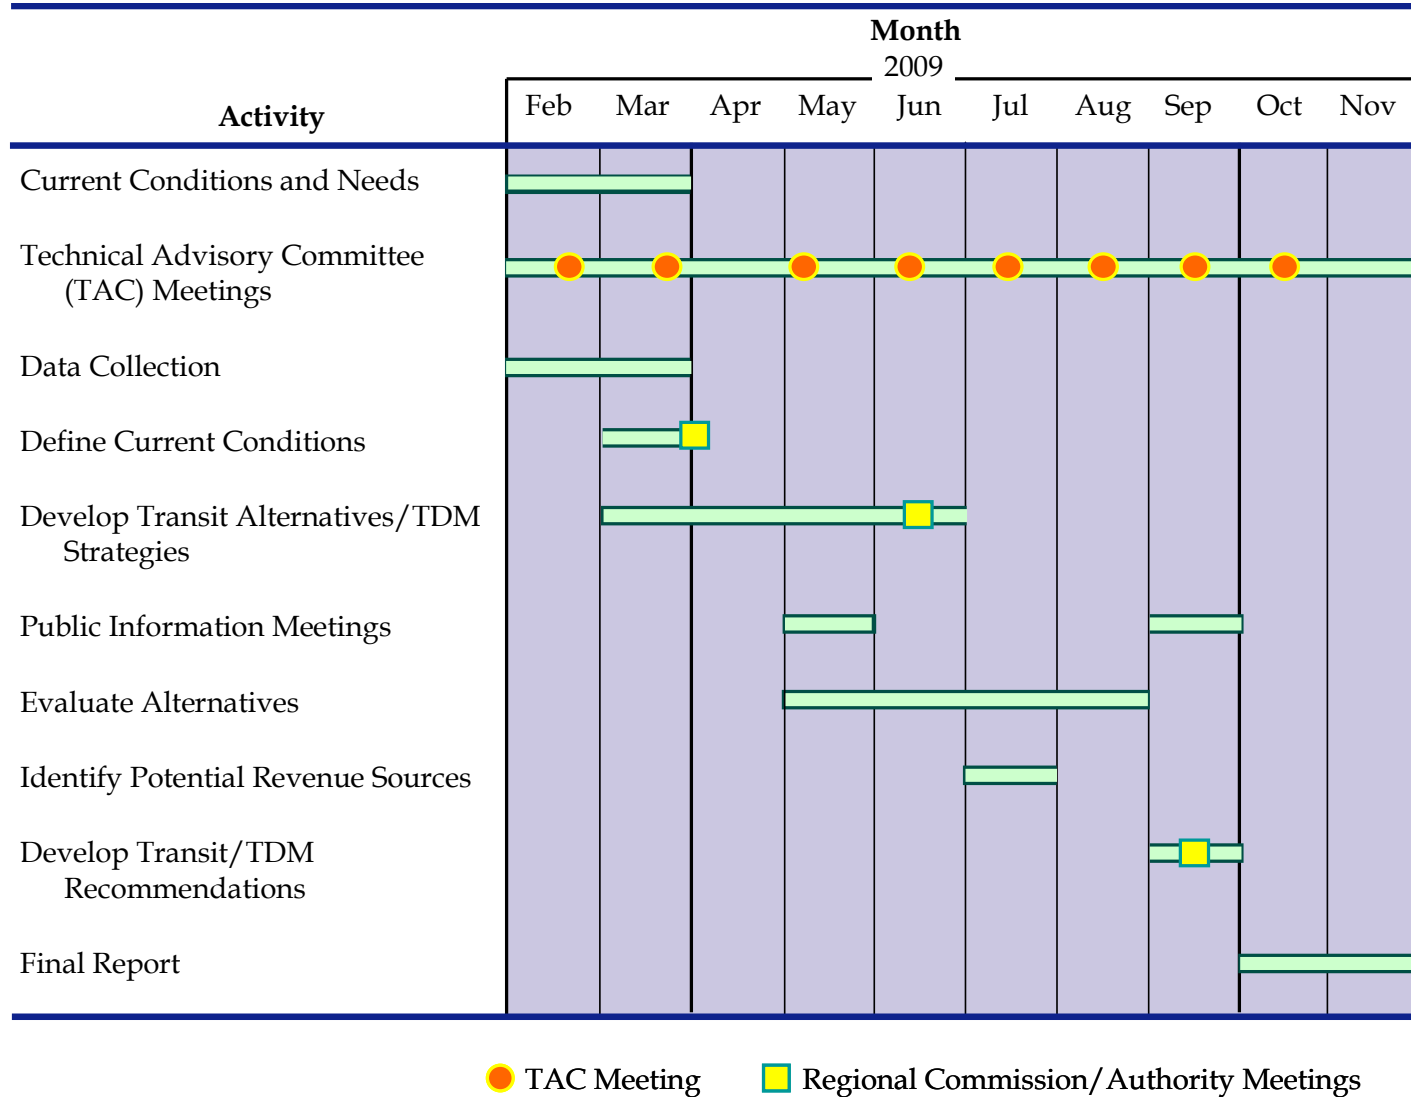 Month
2009
Activity
Feb Mar Apr May Jun Jul Aug Sep Oct Nov
Current Conditions and Needs
Technical Advisory Committee
(TAC) Meetings
Data Collection
Define Current Conditions
Develop Transit Alternatives/TDM
Strategies
Public Information Meetings
Evaluate Alternatives
Identify Potential Revenue Sources
Develop Transit/TDM
Recommendations
Final Report
TAC Meeting
Regional Commission/Authority Meetings